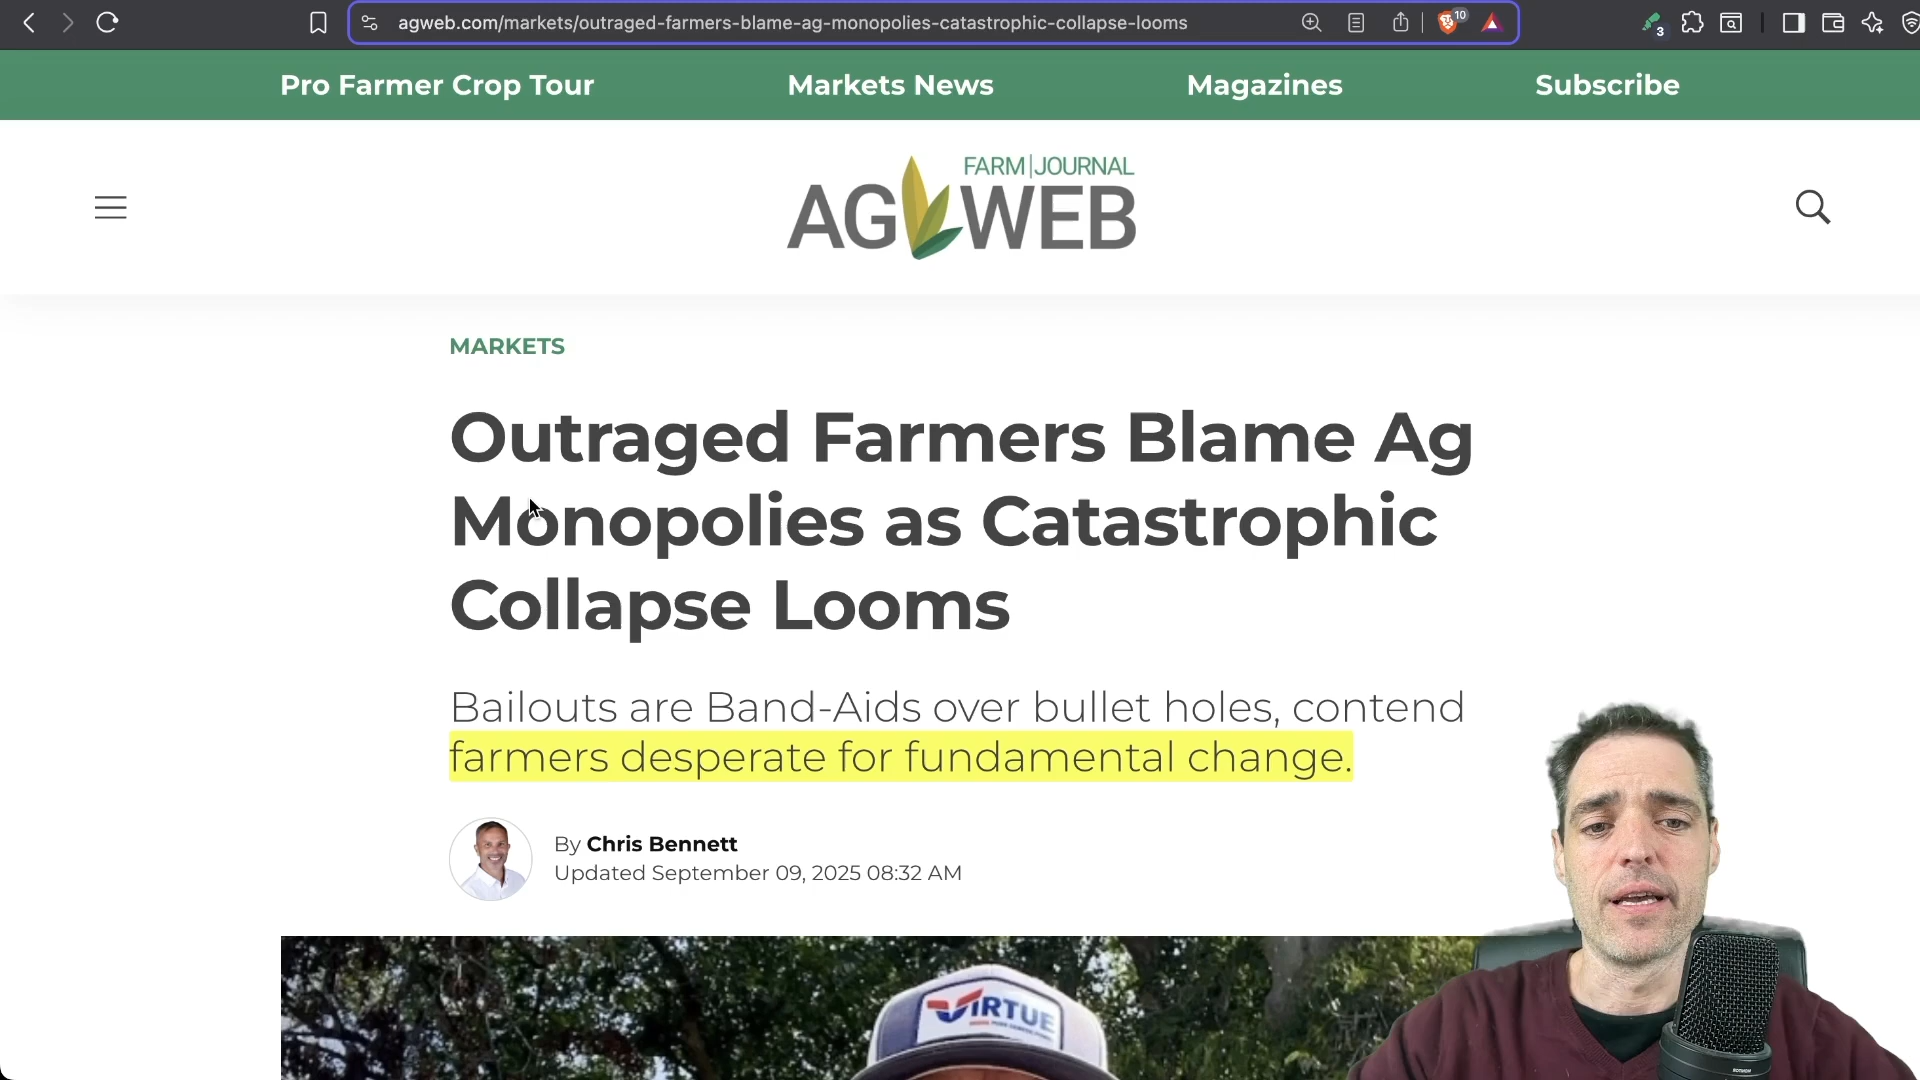 agweb.com/markets/outraged-farmers-blame-ag-monopolies-catastrophic-collapse-looms
10
3
Pro Farmer Crop Tour
Markets News
Magazines
Subscribe
FARM|JOURNAL
AG WEB
MARKETS
Outraged Farmers Blame Ag
Monopolies as Catastrophic
Collapse Looms
Bailouts are Band-Aids over bullet holes, contend
farmers desperate for fundamental change.
By Chris Bennett
Updated September 09, 2025 08:32 AM
VIRTUE